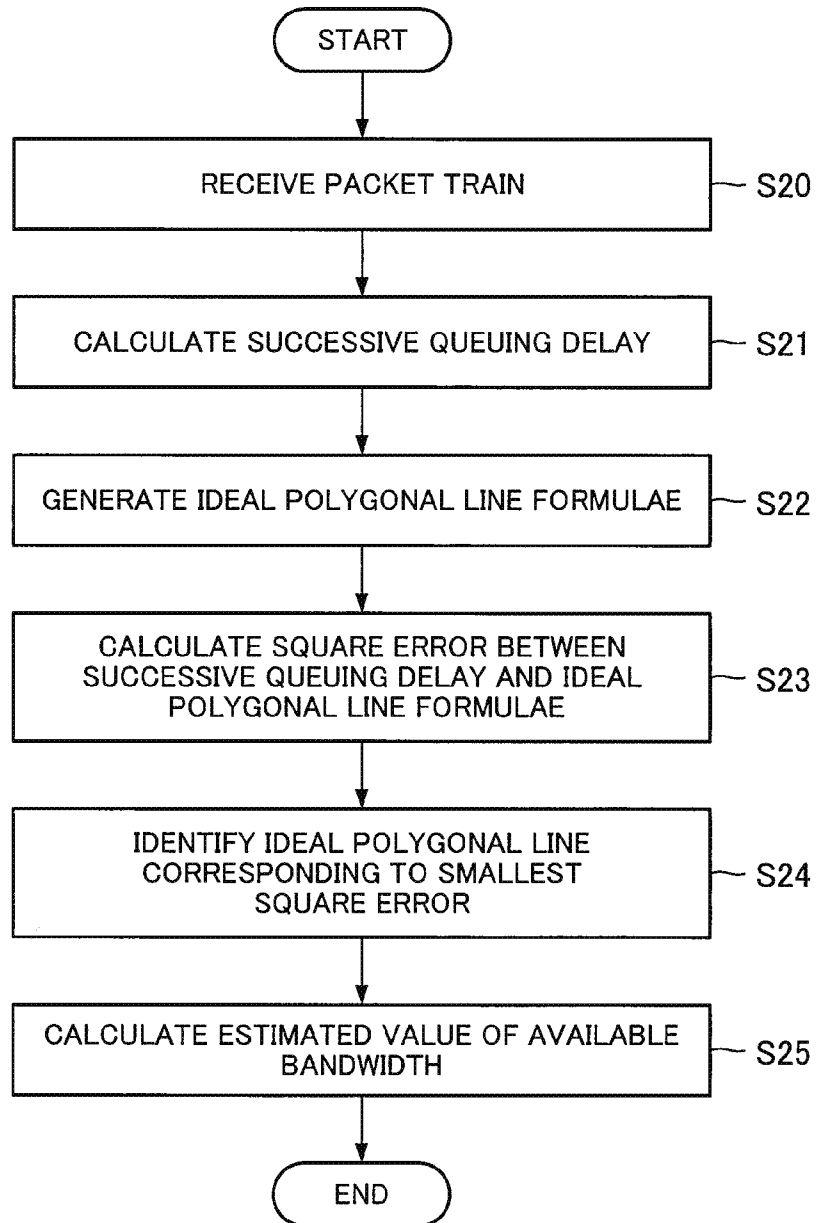 START
RECEIVE PACKET TRAIN
S20
CALCULATE SUCCESSIVE QUEUING DELAY
S21
GENERATE IDEAL POLYGONAL LINE FORMULAE
S22
CALCULATE SQUARE ERROR BETWEEN
SUCCESSIVE QUEUING DELAY AND IDEAL
POLYGONAL LINE FORMULAE
S23
IDENTIFY IDEAL POLYGONAL LINE
CORRESPONDING TO SMALLEST
SQUARE ERROR
S24
CALCULATE ESTIMATED VALUE OF AVAILABLE
BANDWIDTH
S25
END